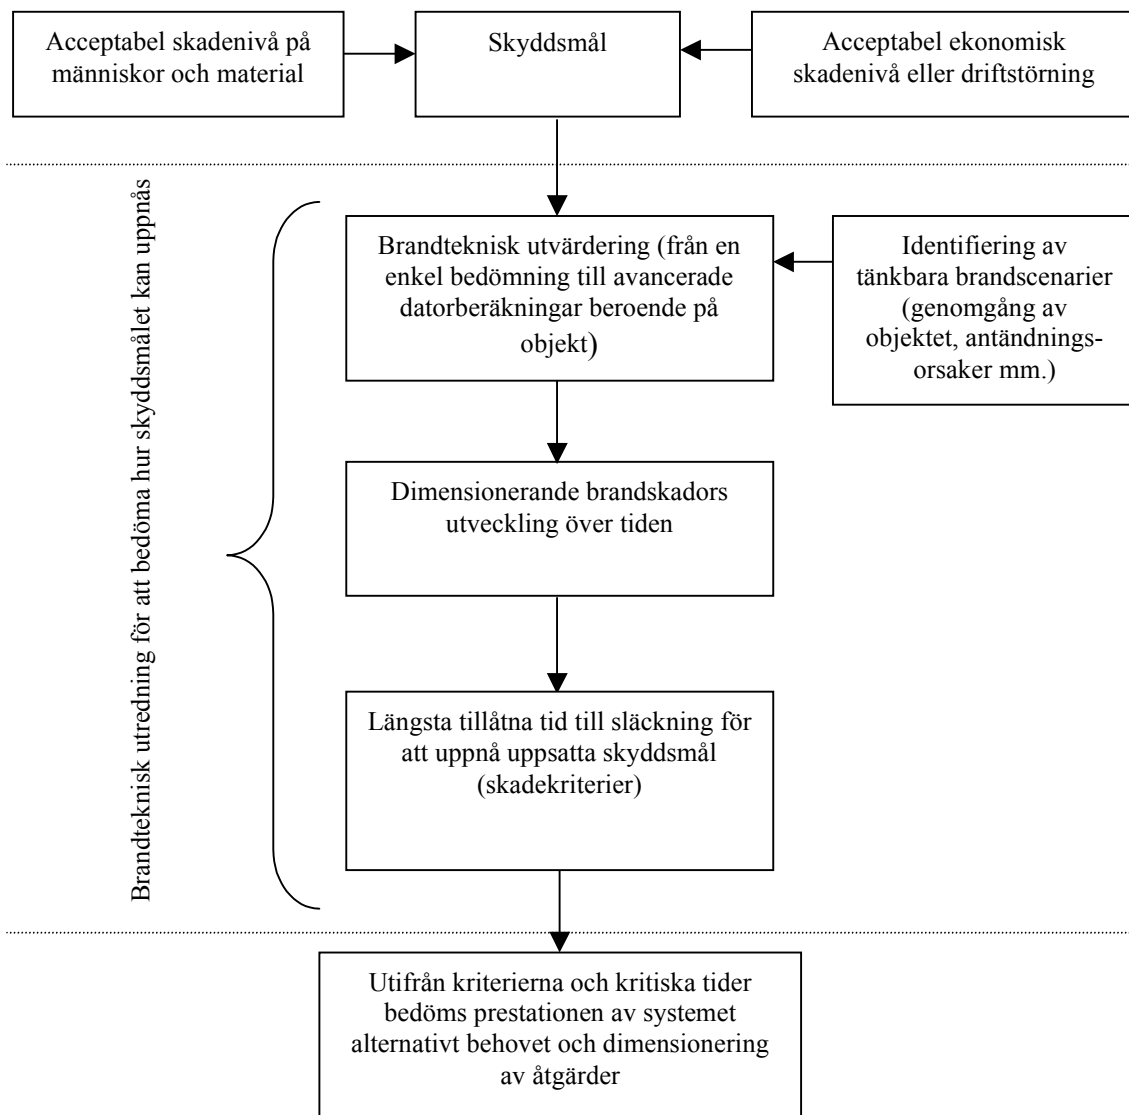 Acceptabel skadenivå på
människor och material
Skyddsmål
Acceptabel ekonomisk
skadenivå eller driftstörning
Brandteknisk utredning för att bedöma hur skyddsmålet kan uppnås
Brandteknisk utvärdering (från en
enkel bedömning till avancerade
datorberäkningar beroende på
objekt)
Identifiering av
tänkbara brandscenarier
(genomgång av
objektet, antändnings-
orsaker mm.)
Dimensionerande brandskadors
utveckling över tiden
Längsta tillåtna tid till släckning för
att uppnå uppsatta skyddsmål
(skadekriterier)
Utifrån kriterierna och kritiska tider
bedöms prestationen av systemet
alternativt behovet och dimensionering
av åtgärder